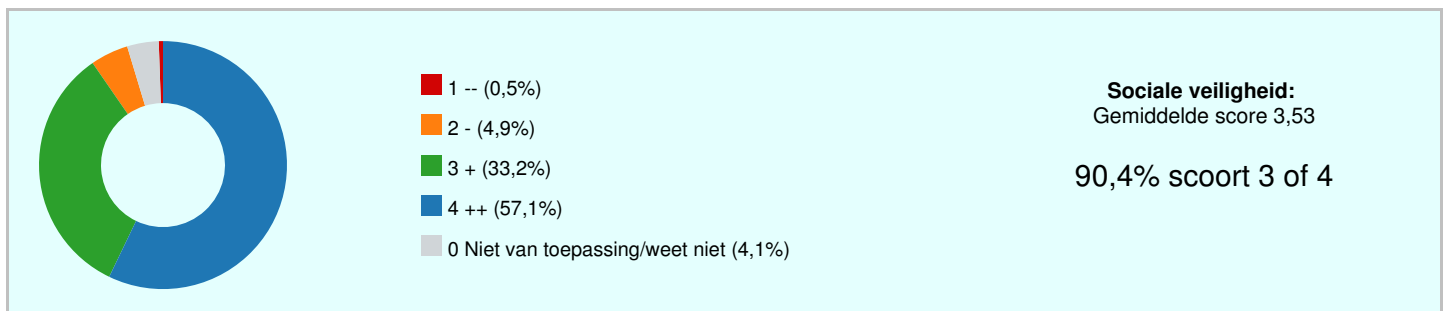 1 -- (0,5%)
2 - (4,9%)
3 + (33,2%)
4 ++ (57,1%)
0 Niet van toepassing/weet niet (4,1%)
Sociale veiligheid:
Gemiddelde score 3,53
90,4% scoort 3 of 4